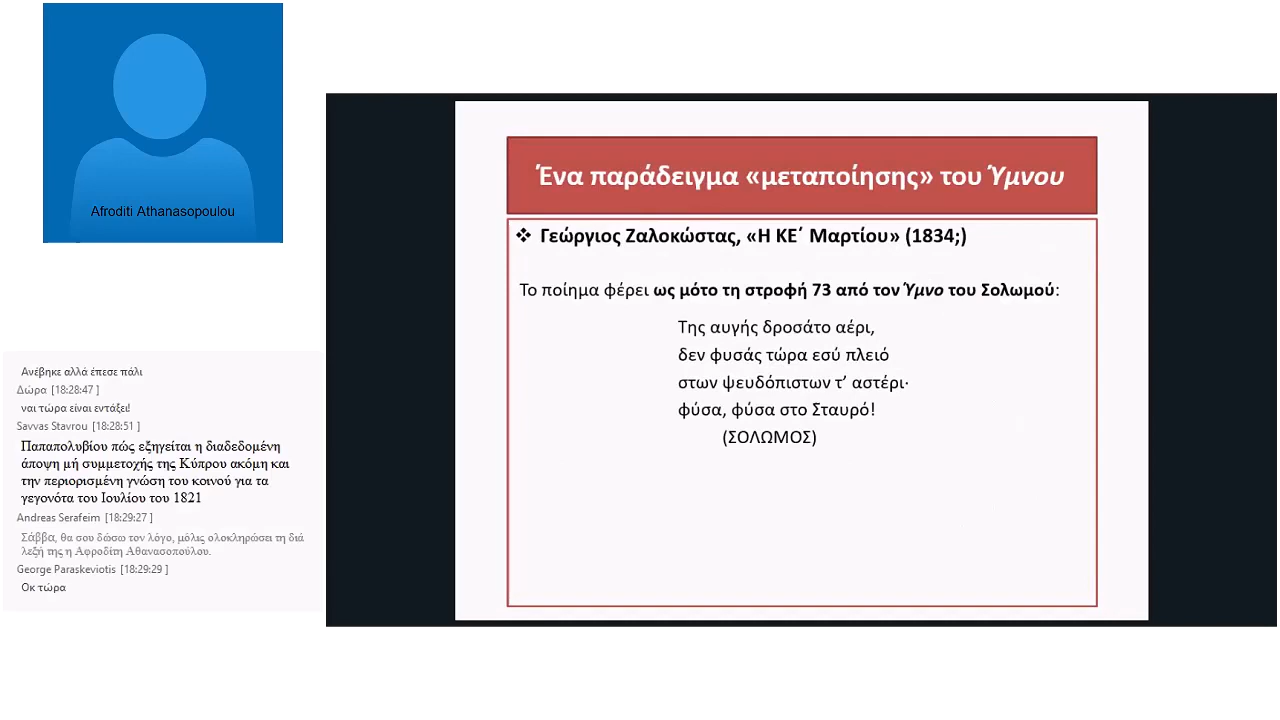 Afroditi Athanasopoulou
Ανέβηκε αλλά έπεσε πάλι
Δώρα [18:28:47 ]
ναι τώρα είναι εντάξει!
Savvas Stavrou [18:28:51 ]
Παπαπολυβίου πώς εξηγείται η διαδεδομένη
άποψη μή συμμετοχής της Κύπρου ακόμη και
την περιορισμένη γνώση του κοινού για τα
γεγονότα του Ιουλίου του 1821
Andreas Serafeim [18:29:27 ]
Σάββα, θα σου δώσω τον λόγο, μόλις ολοκληρώσει τη διά
λεξή της η Αφροδίτη Αθανασοπούλου.
George Paraskeviotis [18:29:29 ]
Οκ τώρα
Ένα παράδειγμα «μεταποίησης» του Ύμνου
❖ Γεώργιος Ζαλοκώστας, «Η ΚΕ΄ Μαρτίου» (1834;)
Το ποίημα φέρει ως μότο τη στροφή 73 από τον Ύμνο του Σολωμού:
Της αυγής δροσάτο αέρι,
δεν φυσάς τώρα εσύ πλειό
στων ψευδόπιστων τ’ αστέρι·
φύσα, φύσα στο Σταυρό!
(ΣΟΛΩΜΟΣ)